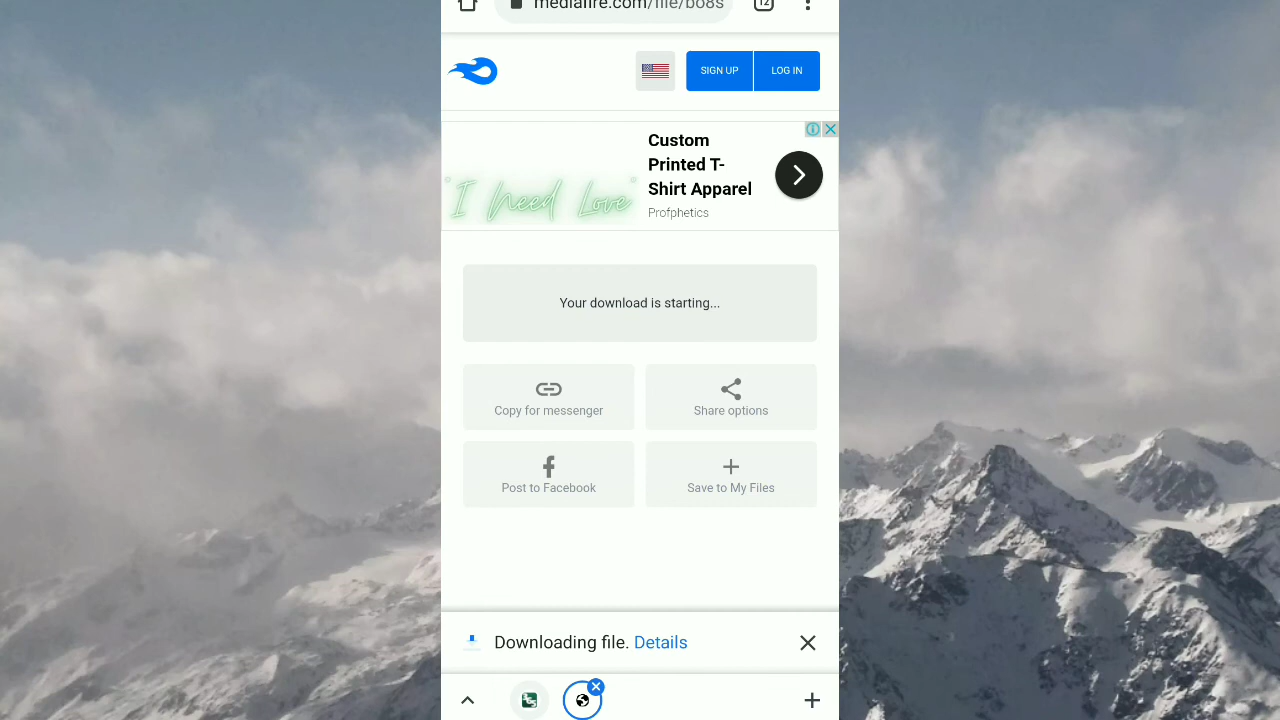 mediafire.com/file/bo8s
12
SIGN UP
LOG IN
Custom
Printed T-
Shirt Apparel
Profphetics
"I Need Love"
Your download is starting...
Copy for messenger
Share options
Post to Facebook
Save to My Files
Downloading file. Details